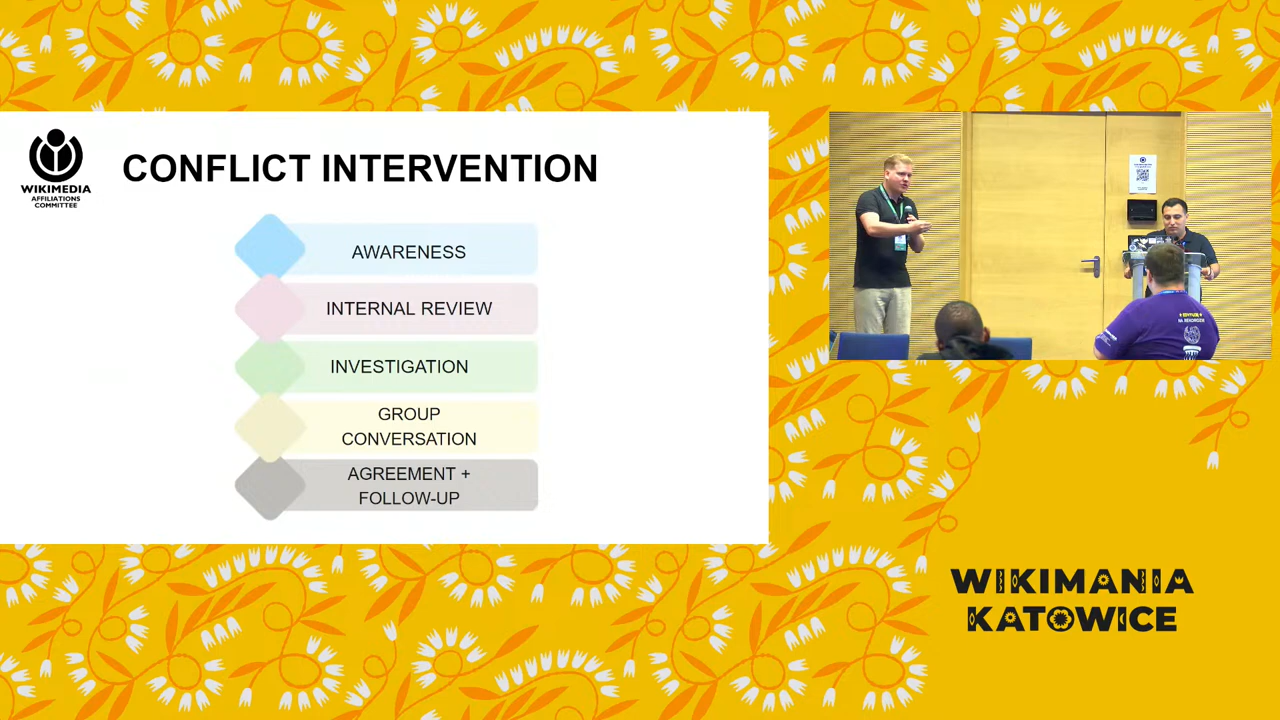 WIKIMEDIA
AFFILIATIONS
COMMITTEE
CONFLICT INTERVENTION
AWARENESS
INTERNAL REVIEW
INVESTIGATION
GROUP
CONVERSATION
AGREEMENT +
FOLLOW-UP
WIKIMANIA
KATOWICE